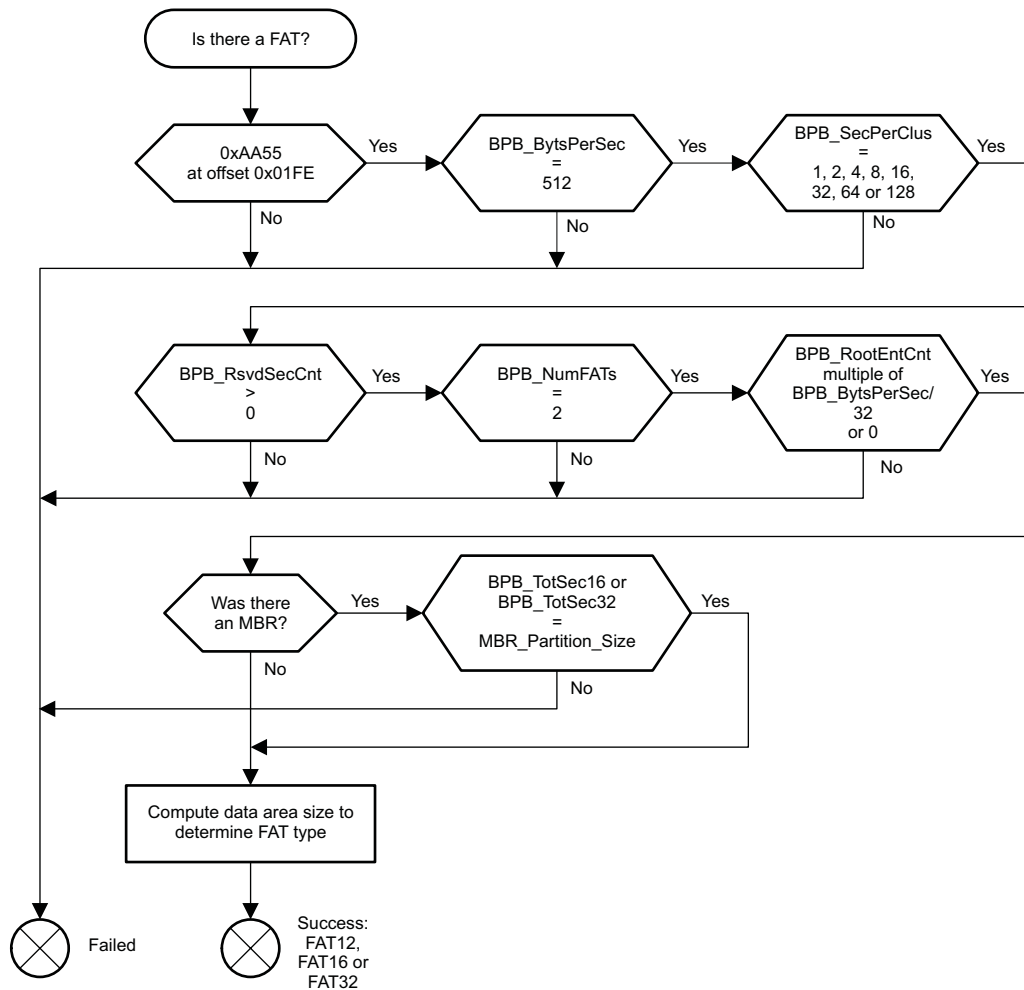 Is there a FAT?
0xAA55
at offset 0x01FE
Yes
No
BPB_BytsPerSec
=
512
Yes
No
BPB_SecPerClus
=
1, 2, 4, 8, 16,
32, 64 or 128
Yes
No
BPB_RsvdSecCnt
>
0
Yes
No
BPB_NumFATs
=
2
Yes
No
BPB_RootEntCnt
multiple of
BPB_BytsPerSec/
32
or 0
Yes
No
Was there
an MBR?
Yes
No
BPB_TotSec16 or
BPB_TotSec32
=
MBR_Partition_Size
Yes
No
Compute data area size to
determine FAT type
Failed
Success:
FAT12,
FAT16 or
FAT32